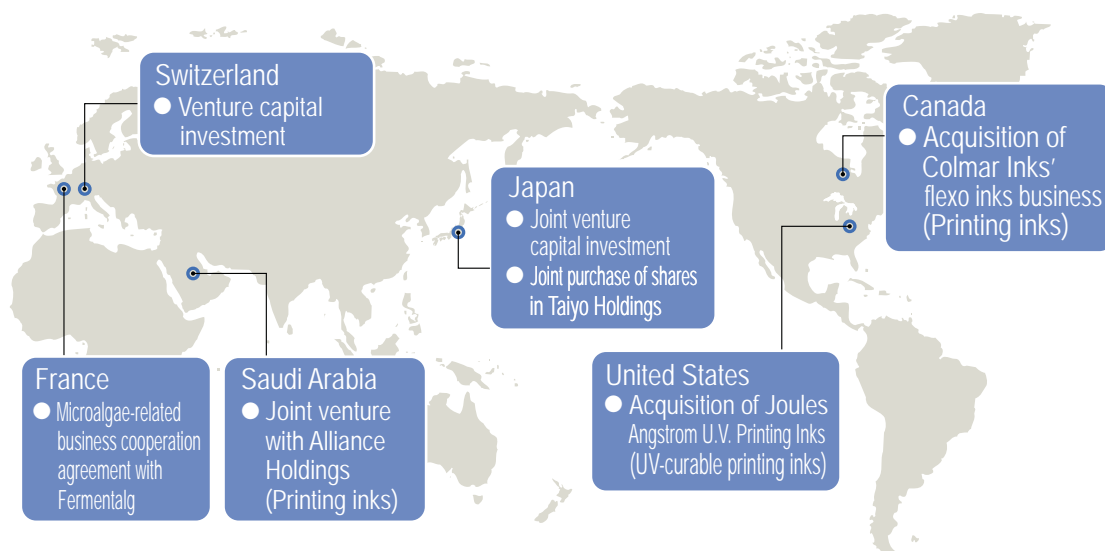 Switzerland
Venture capital
investment
Canada
Acquisition of
Colmar Inks'
flexo inks business
(Printing inks)
Japan
Joint venture
capital investment
Joint purchase of shares
in Taiyo Holdings
France
Microalgae-related
business cooperation
agreement with
Fermentalg
Saudi Arabia
Joint venture
with Alliance
Holdings
(Printing inks)
United States
Acquisition of Joules
Angstrom U.V. Printing Inks
(UV-curable printing inks)